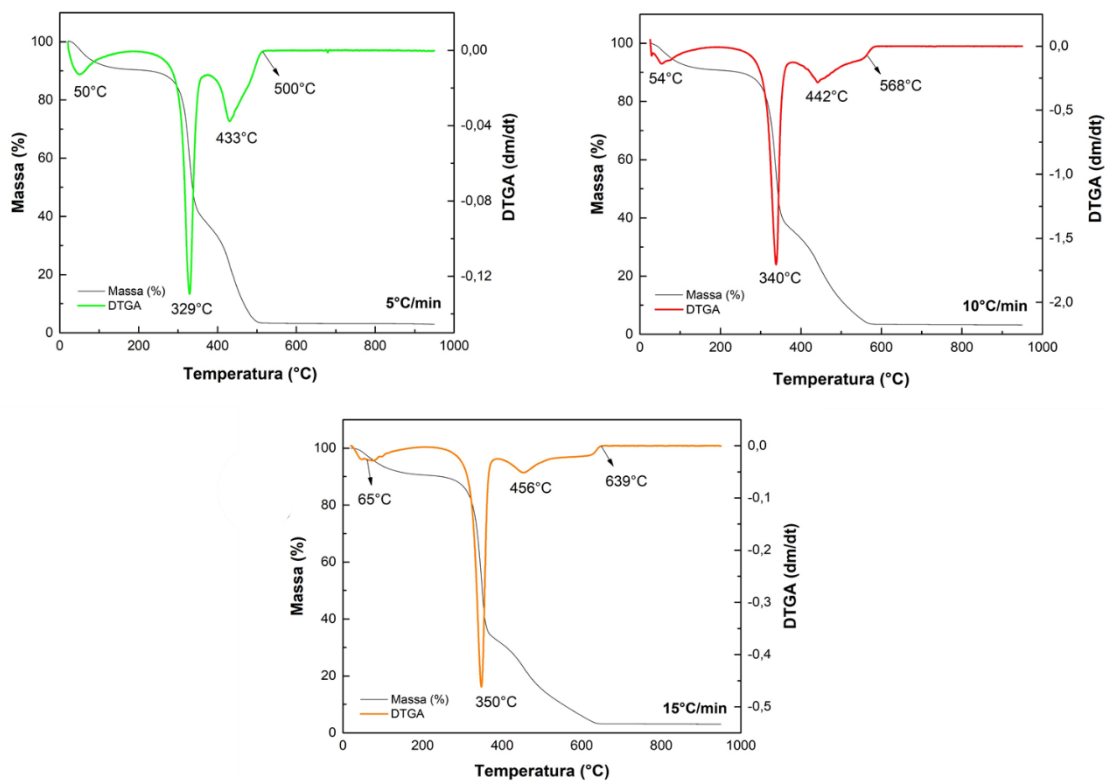 100
80
60
40
20
0
Massa (%)
0,00
-0,04
-0,08
-0,12
DTGA (dm/dt)
50°C
433°C
500°C
329°C
Massa (%)
DTGA
5°C/min
0 200 400 600 800 1000
Temperatura (°C)
100
80
60
40
20
0
Massa (%)
0,0
-0,5
-1,0
-1,5
-2,0
DTGA (dm/dt)
54°C
442°C
568°C
340°C
Massa (%)
DTGA
10°C/min
0 200 400 600 800 1000
Temperatura (°C)
100
80
60
40
20
0
Massa (%)
0,0
-0,1
-0,2
-0,3
-0,4
-0,5
DTGA (dm/dt)
65°C
456°C
639°C
350°C
Massa (%)
DTGA
15°C/min
0 200 400 600 800 1000
Temperatura (°C)